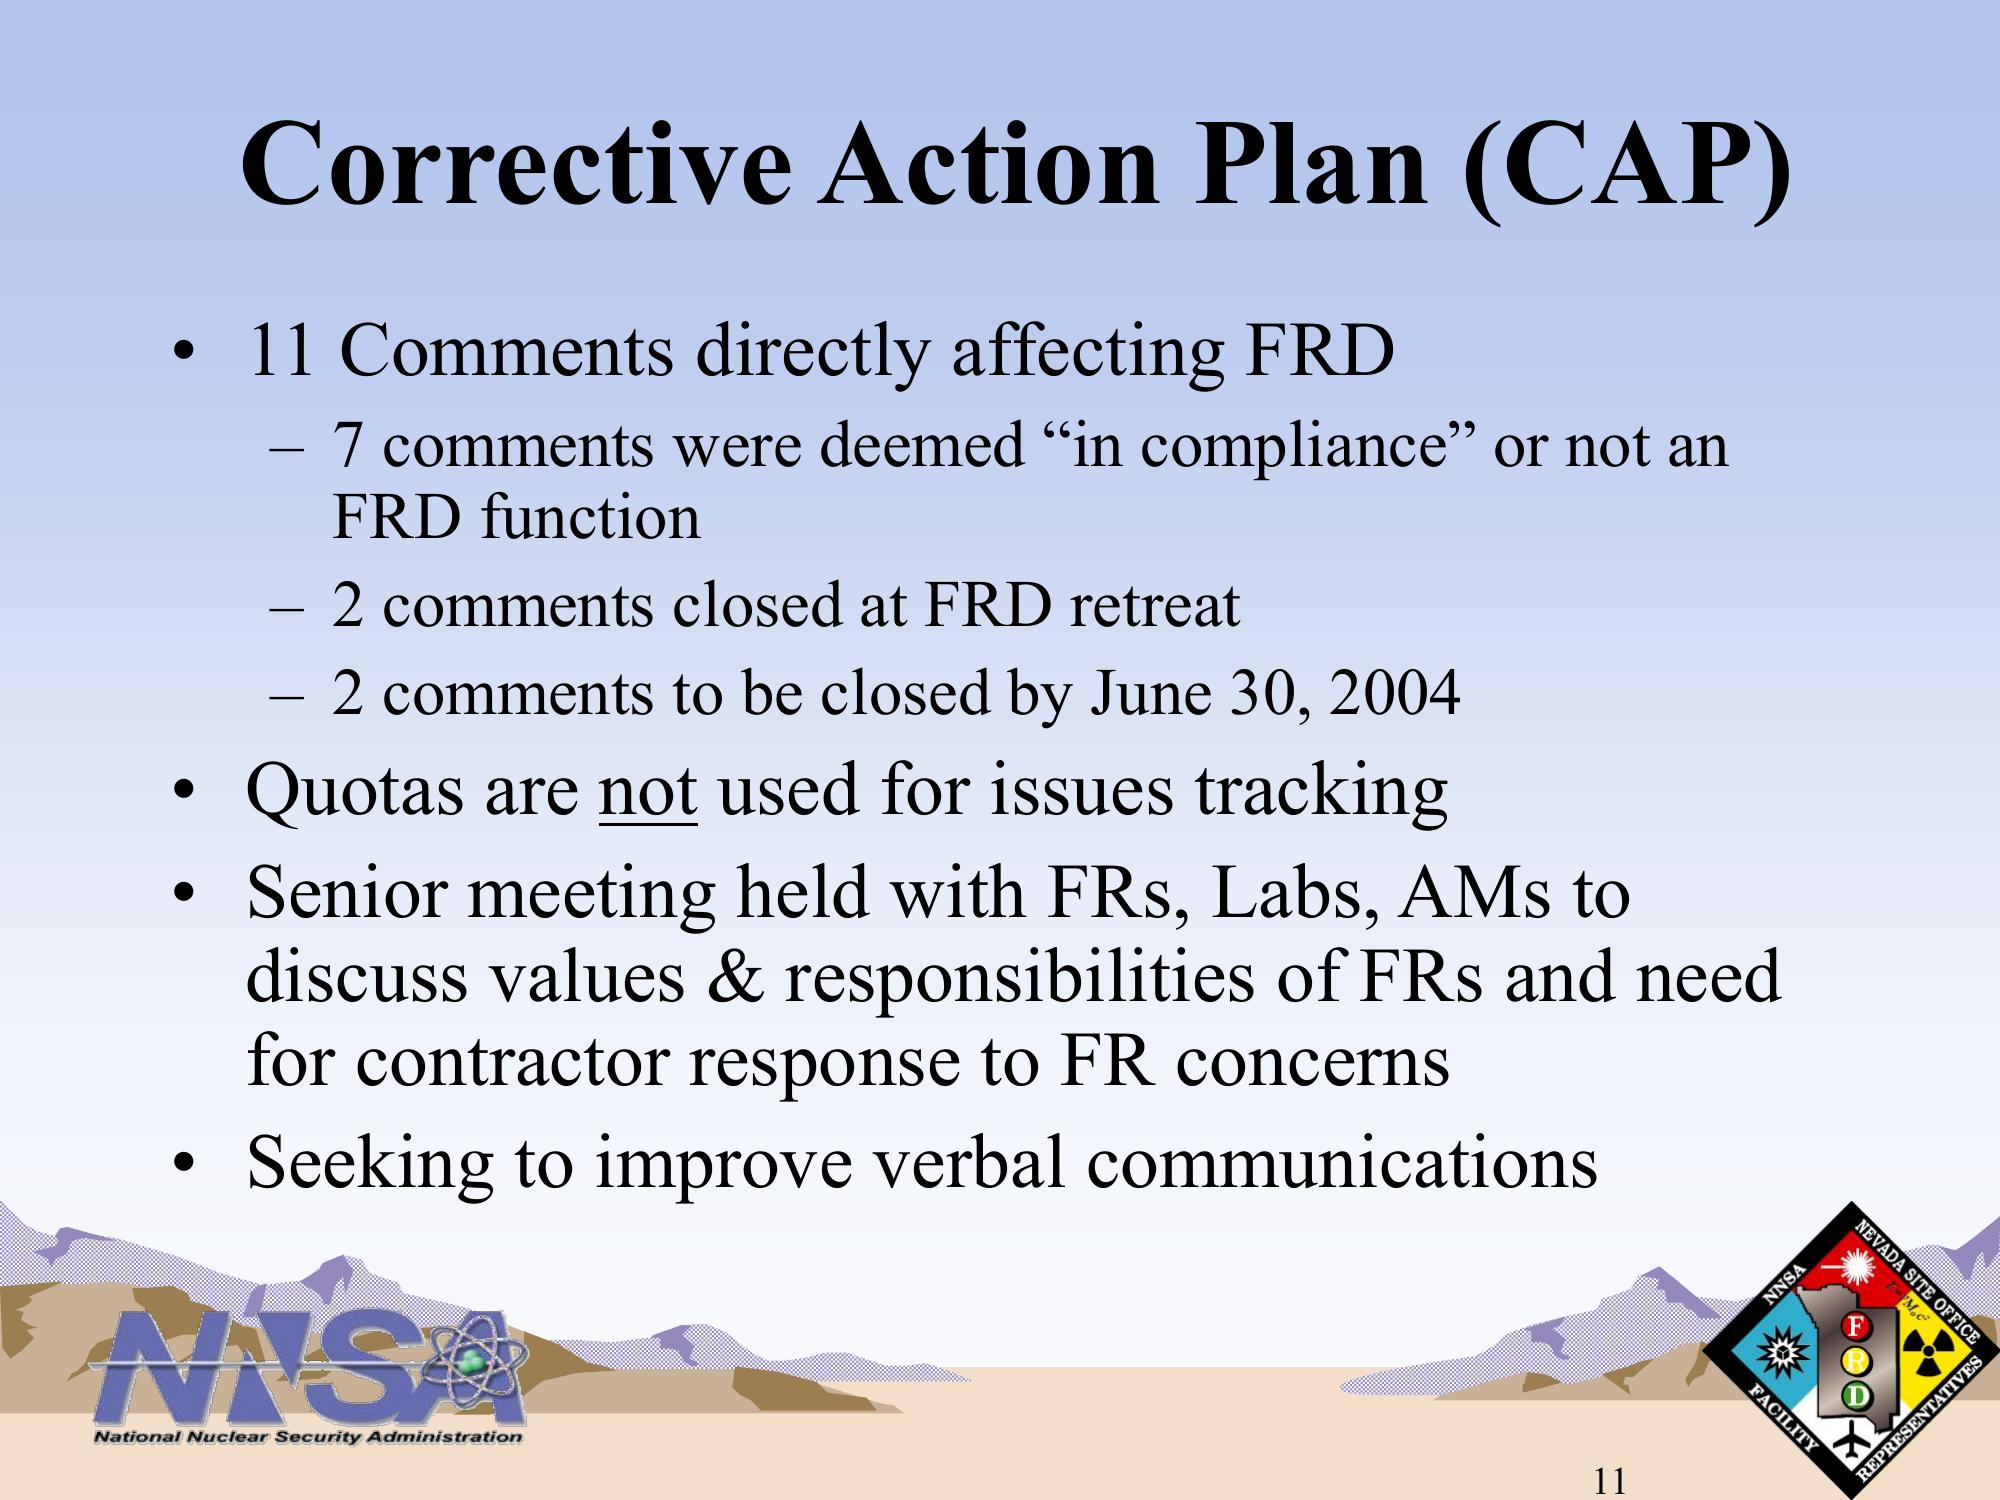 Corrective Action Plan (CAP)
• 11 Comments directly affecting FRD
– 7 comments were deemed “in compliance” or not an
FRD function
– 2 comments closed at FRD retreat
– 2 comments to be closed by June 30, 2004
• Quotas are not used for issues tracking
• Senior meeting held with FRs, Labs, AMs to
discuss values & responsibilities of FRs and need
for contractor response to FR concerns
• Seeking to improve verbal communications
NNSA
National Nuclear Security Administration
NNSA
NEVADA SITE OFFICE
F
R
D
FACILITY
REPRESENTATIVES
11